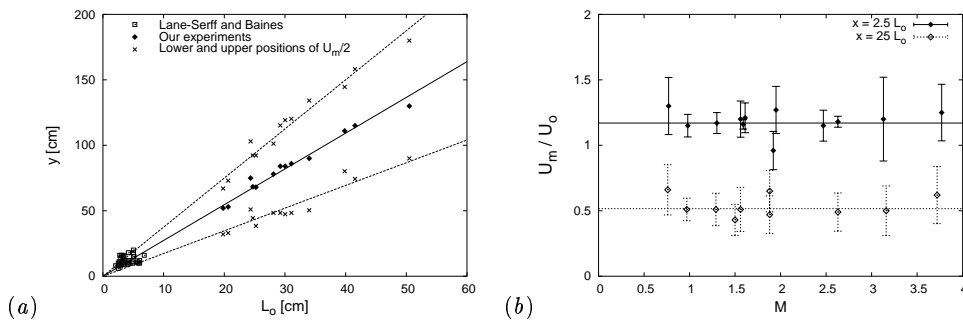 200
150
100
50
0
y [cm]
Lane-Serff and Baines
Our experiments
Lower and upper positions of U_m/2
0 10 20 30 40 50 60
L_o [cm]
(a)
2
1.5
1
0.5
0
U_m / U_o
x = 2.5 L_o
x = 25 L_o
0 0.5 1 1.5 2 2.5 3 3.5 4
M
(b)